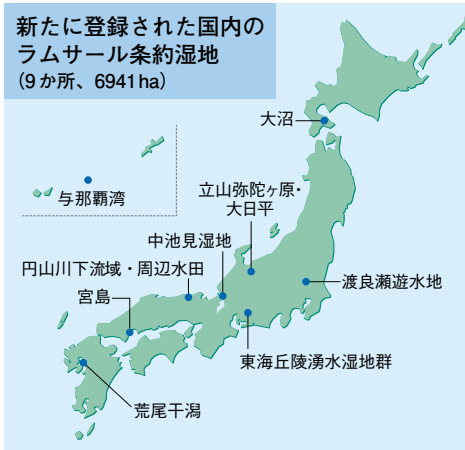 新たに登録された国内の
ラムサール条約湿地
（9か所、6941ha）
大沼
与那覇湾
立山弥陀ヶ原・
大日平
中池見湿地
円山川下流域・周辺水田
宮島
渡良瀬遊水地
東海丘陵湧水湿地群
荒尾干潟